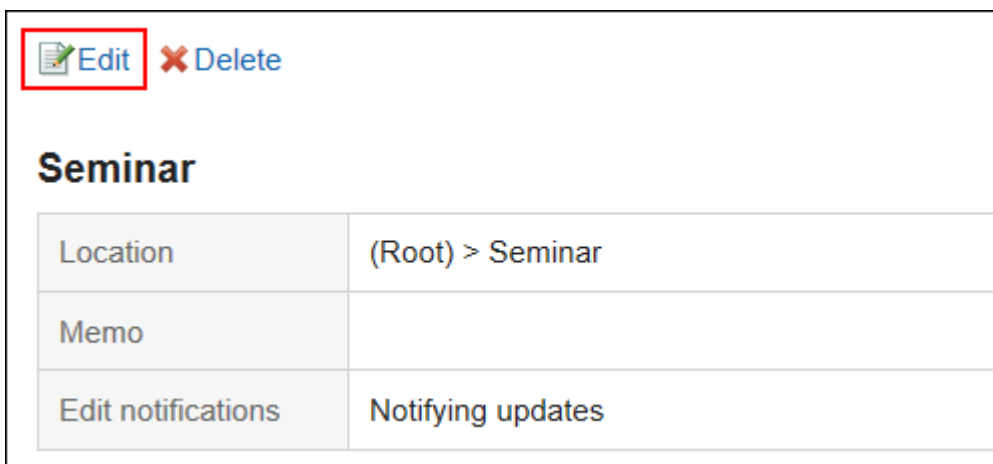 Edit Delete
Seminar
Location (Root) > Seminar
Memo
Edit notifications Notifying updates